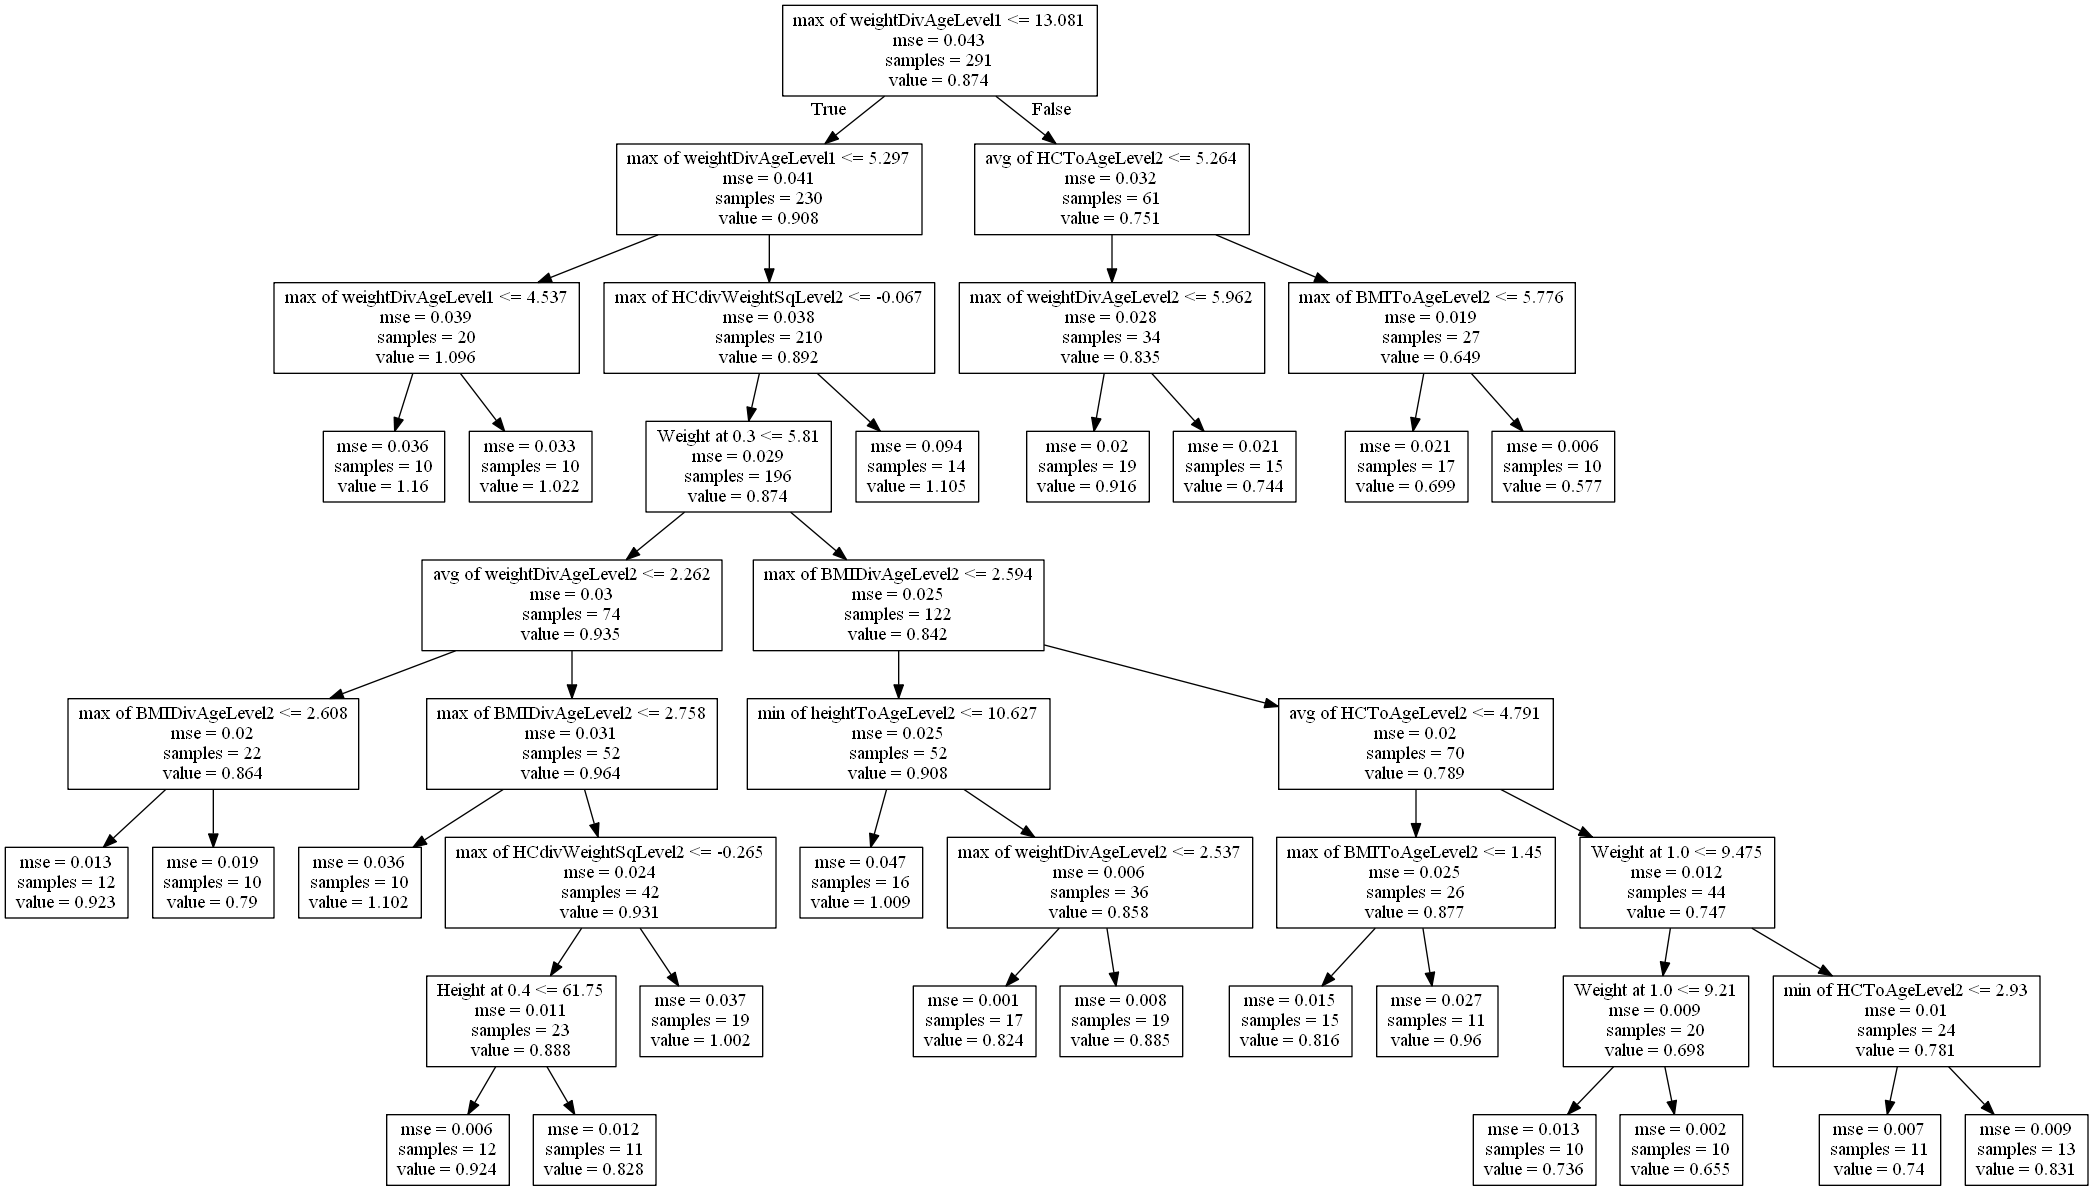 max of weightDivAgeLevel1 <= 13.081
mse = 0.043
samples = 291
value = 0.874
True
False
max of weightDivAgeLevel1 <= 5.297
mse = 0.041
samples = 230
value = 0.908
avg of HCToAgeLevel2 <= 5.264
mse = 0.032
samples = 61
value = 0.751
max of weightDivAgeLevel1 <= 4.537
mse = 0.039
samples = 20
value = 1.096
max of HCdivWeightSqLevel2 <= -0.067
mse = 0.038
samples = 210
value = 0.892
max of weightDivAgeLevel2 <= 5.962
mse = 0.028
samples = 34
value = 0.835
max of BMIToAgeLevel2 <= 5.776
mse = 0.019
samples = 27
value = 0.649
mse = 0.036
samples = 10
value = 1.16
mse = 0.033
samples = 10
value = 1.022
Weight at 0.3 <= 5.81
mse = 0.029
samples = 196
value = 0.874
mse = 0.094
samples = 14
value = 1.105
mse = 0.02
samples = 19
value = 0.916
mse = 0.021
samples = 15
value = 0.744
mse = 0.021
samples = 17
value = 0.699
mse = 0.006
samples = 10
value = 0.577
avg of weightDivAgeLevel2 <= 2.262
mse = 0.03
samples = 74
value = 0.935
max of BMIDivAgeLevel2 <= 2.594
mse = 0.025
samples = 122
value = 0.842
max of BMIDivAgeLevel2 <= 2.608
mse = 0.02
samples = 22
value = 0.864
max of BMIDivAgeLevel2 <= 2.758
mse = 0.031
samples = 52
value = 0.964
min of heightToAgeLevel2 <= 10.627
mse = 0.025
samples = 52
value = 0.908
avg of HCToAgeLevel2 <= 4.791
mse = 0.02
samples = 70
value = 0.789
mse = 0.013
samples = 12
value = 0.923
mse = 0.019
samples = 10
value = 0.79
mse = 0.036
samples = 10
value = 1.102
max of HCdivWeightSqLevel2 <= -0.265
mse = 0.024
samples = 42
value = 0.931
mse = 0.047
samples = 16
value = 1.009
max of weightDivAgeLevel2 <= 2.537
mse = 0.006
samples = 36
value = 0.858
max of BMIToAgeLevel2 <= 1.45
mse = 0.025
samples = 26
value = 0.877
Weight at 1.0 <= 9.475
mse = 0.012
samples = 44
value = 0.747
Height at 0.4 <= 61.75
mse = 0.011
samples = 23
value = 0.888
mse = 0.037
samples = 19
value = 1.002
mse = 0.001
samples = 17
value = 0.824
mse = 0.008
samples = 19
value = 0.885
mse = 0.015
samples = 15
value = 0.816
mse = 0.027
samples = 11
value = 0.96
Weight at 1.0 <= 9.21
mse = 0.009
samples = 20
value = 0.698
min of HCToAgeLevel2 <= 2.93
mse = 0.01
samples = 24
value = 0.781
mse = 0.006
samples = 12
value = 0.924
mse = 0.012
samples = 11
value = 0.828
mse = 0.013
samples = 10
value = 0.736
mse = 0.002
samples = 10
value = 0.655
mse = 0.007
samples = 11
value = 0.74
mse = 0.009
samples = 13
value = 0.831